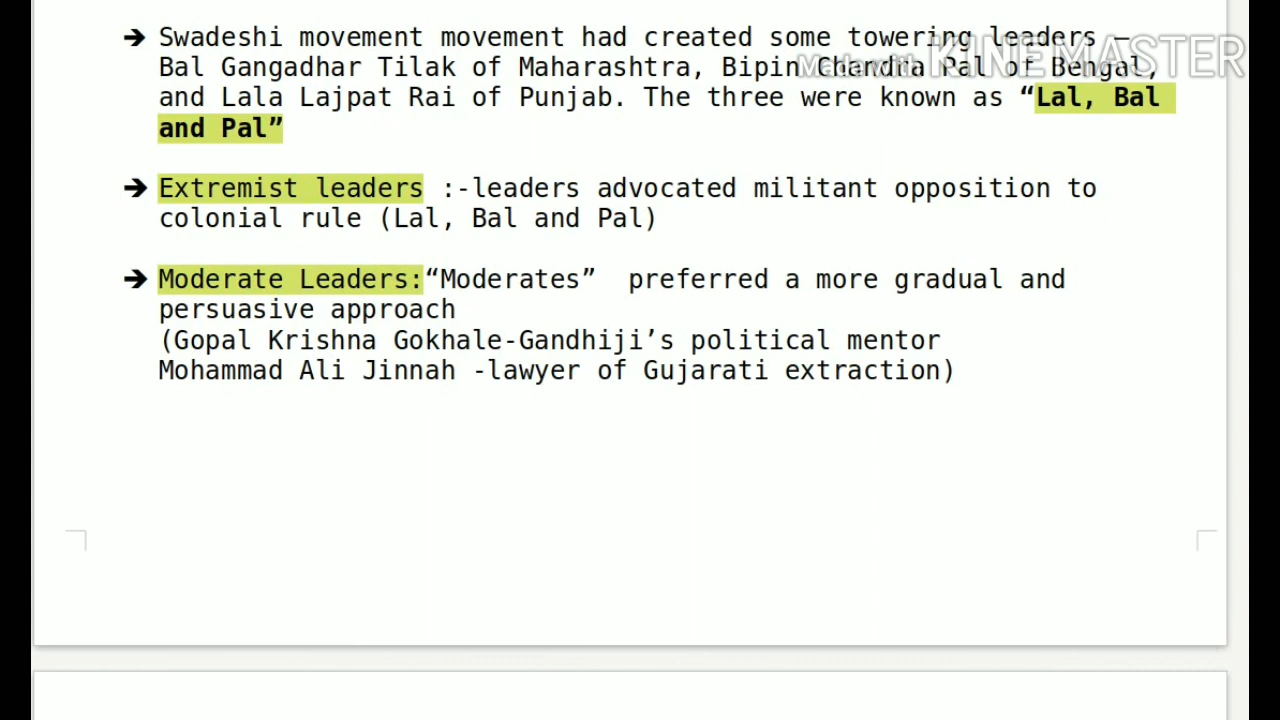 ➔ Swadeshi movement movement had created some towering leaders –
Bal Gangadhar Tilak of Maharashtra, Bipin Chandra Pal of Bengal,
and Lala Lajpat Rai of Punjab. The three were known as “Lal, Bal
and Pal”
➔ Extremist leaders :-leaders advocated militant opposition to
colonial rule (Lal, Bal and Pal)
➔ Moderate Leaders:“Moderates”  preferred a more gradual and
persuasive approach
(Gopal Krishna Gokhale-Gandhiji’s political mentor
Mohammad Ali Jinnah -lawyer of Gujarati extraction)
Made with KINEMASTER